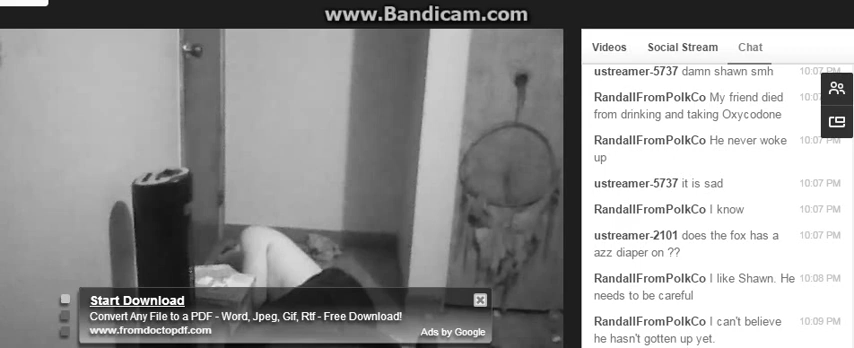 www.Bandicam.com
Videos
Social Stream
Chat
ustreamer-5737 damn shawn smh
10:07 PM
RandallFromPolkCo My friend died
from drinking and taking Oxycodone
RandallFromPolkCo He never woke
10:07 PM
up
ustreamer-5737 it is sad
10:07 PM
RandallFromPolkCo I know
10:07 PM
ustreamer-2101 does the fox has a
10:07 PM
azz diaper on ??
RandallFromPolkCo I like Shawn. He
10:08 PM
needs to be careful
RandallFromPolkCo I can't believe
10:09 PM
he hasn't gotten up yet.
Start Download
Convert Any File to a PDF - Word, Jpeg, Gif, Rtf - Free Download!
www.fromdoctopdf.com
Ads by Google